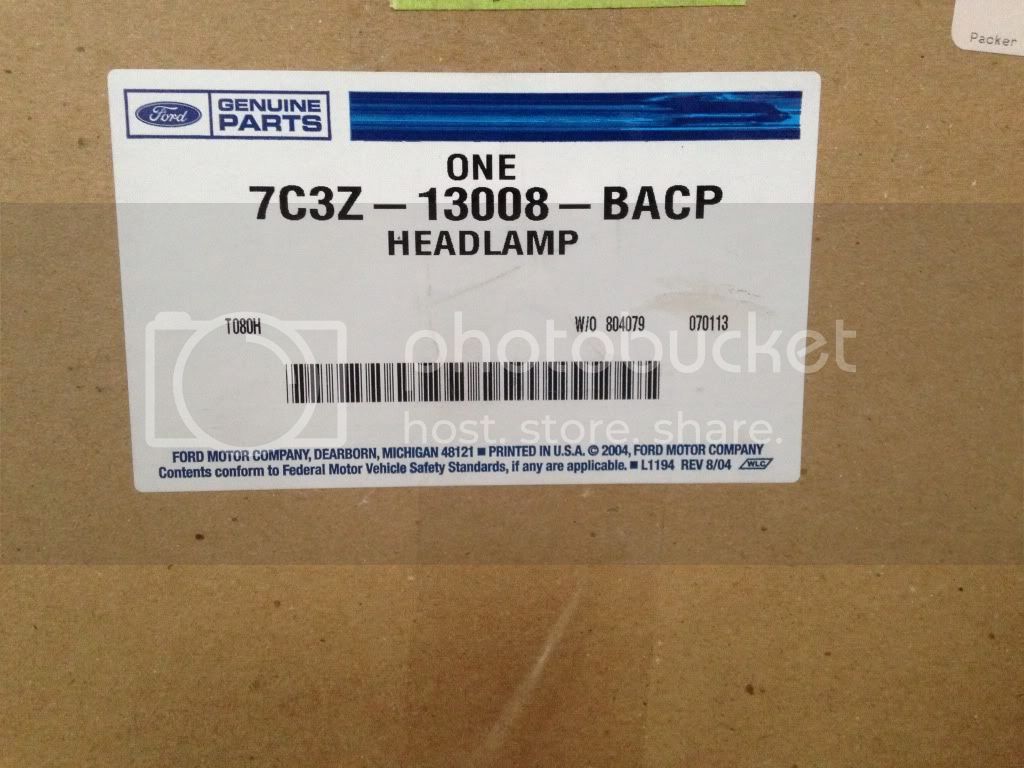 Packer
Ford GENUINE PARTS
ONE
7C3Z – 13008 – BACP
HEADLAMP
T080H W/O 804079 070113
photobucket
host. store. share.
FORD MOTOR COMPANY, DEARBORN, MICHIGAN 48121 ■ PRINTED IN U.S.A. © 2004, FORD MOTOR COMPANY
Contents conform to Federal Motor Vehicle Safety Standards, if any are applicable. ■ L1194 REV 8/04 WLC